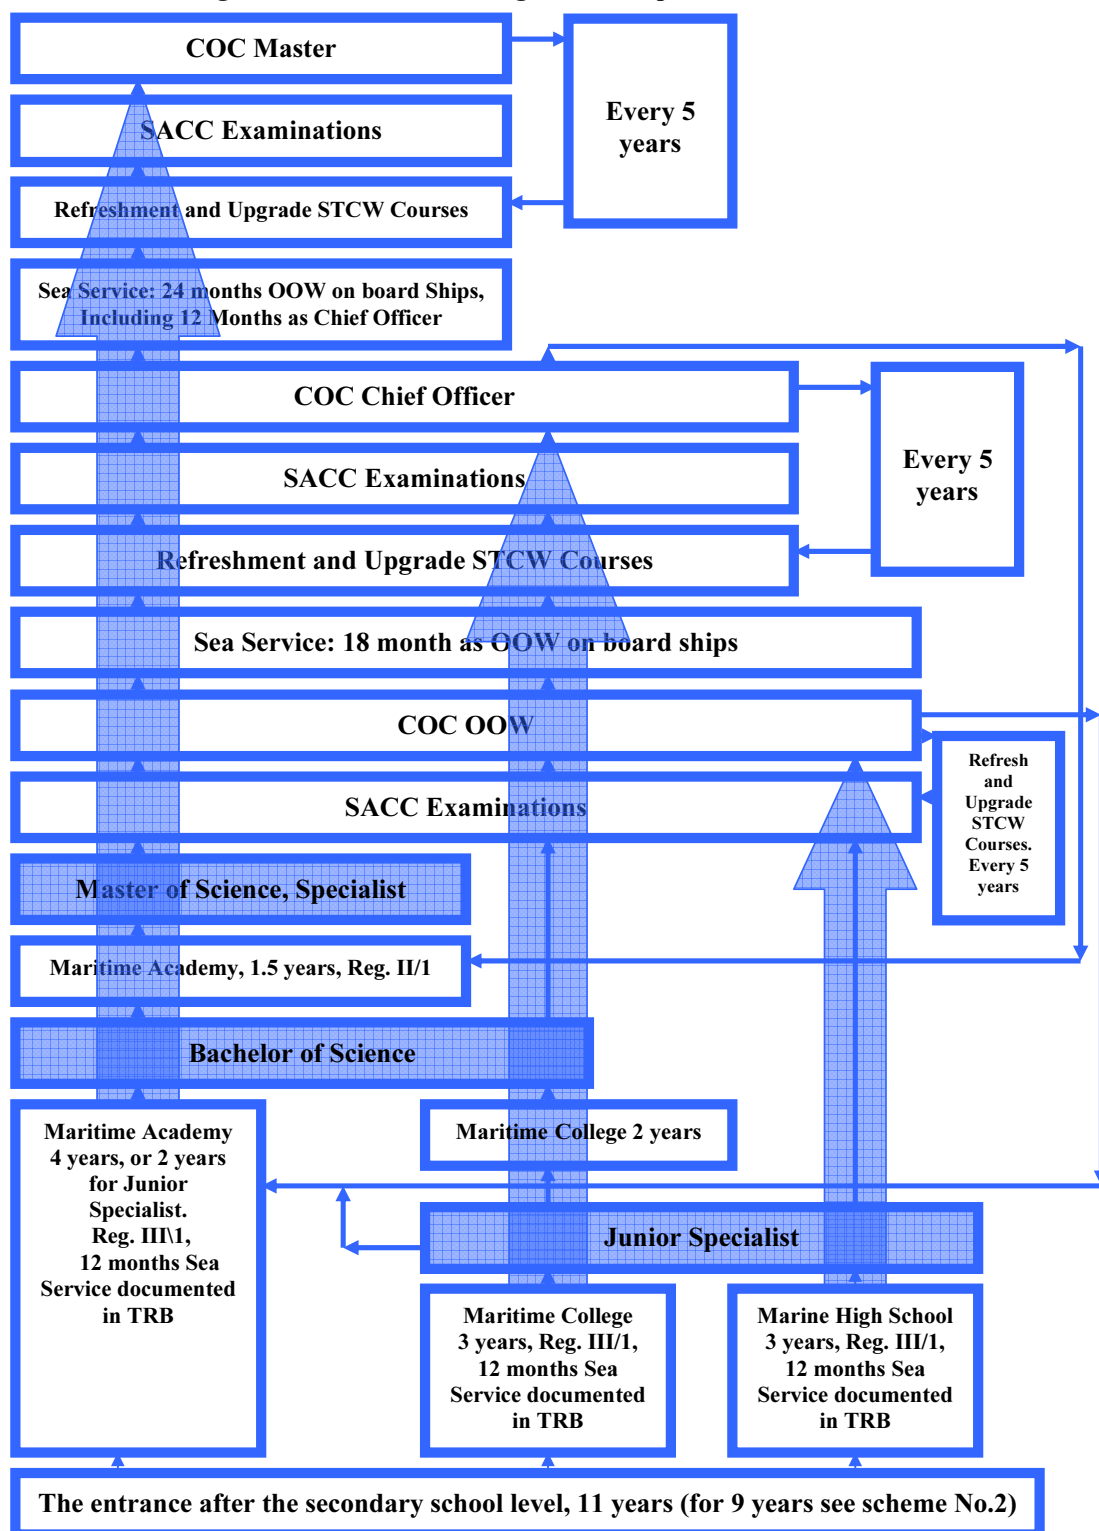 COC Master
SACC Examinations
Every 5
years
Refreshment and Upgrade STCW Courses
Sea Service: 24 months OOW on board Ships,
Including 12 Months as Chief Officer
COC Chief Officer
SACC Examinations
Every 5
years
Refreshment and Upgrade STCW Courses
Sea Service: 18 month as OOW on board ships
COC OOW
Refresh
and
Upgrade
STCW
Courses.
Every 5
years
SACC Examinations
Master of Science, Specialist
Maritime Academy, 1.5 years, Reg. II/1
Bachelor of Science
Maritime Academy
4 years, or 2 years
for Junior
Specialist.
Reg. III\1,
12 months Sea
Service documented
in TRB
Maritime College 2 years
Junior Specialist
Maritime College
3 years, Reg. III/1,
12 months Sea
Service documented
in TRB
Marine High School
3 years, Reg. III/1,
12 months Sea
Service documented
in TRB
The entrance after the secondary school level, 11 years (for 9 years see scheme No.2)